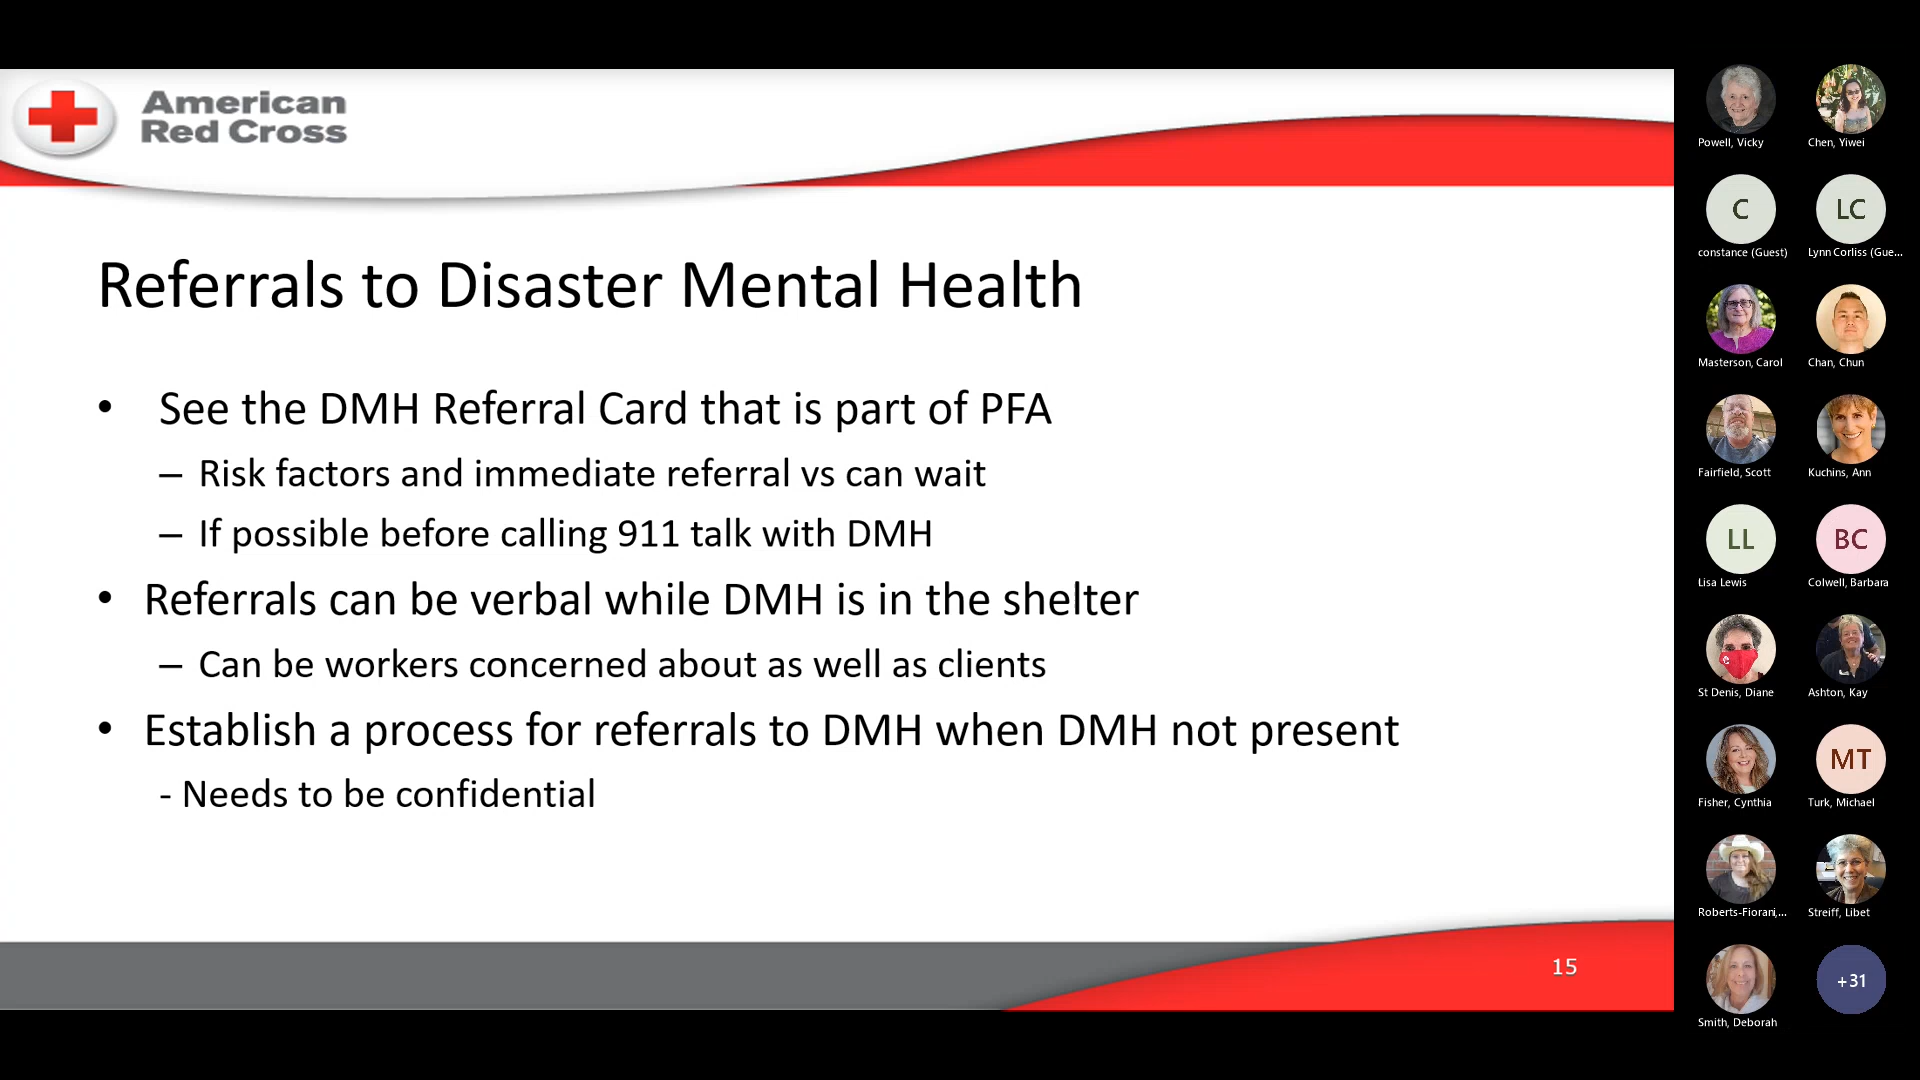 American
Red Cross
Referrals to Disaster Mental Health
• See the DMH Referral Card that is part of PFA
– Risk factors and immediate referral vs can wait
– If possible before calling 911 talk with DMH
• Referrals can be verbal while DMH is in the shelter
– Can be workers concerned about as well as clients
• Establish a process for referrals to DMH when DMH not present
- Needs to be confidential
15
Powell, Vicky
Chen, Yiwei
C
constance (Guest)
LC
Lynn Corliss (Gue...
Masterson, Carol
Chan, Chun
Fairfield, Scott
Kuchins, Ann
LL
Lisa Lewis
BC
Colwell, Barbara
St Denis, Diane
Ashton, Kay
Fisher, Cynthia
MT
Turk, Michael
Roberts-Fiorani,...
Streiff, Libet
Smith, Deborah
+31